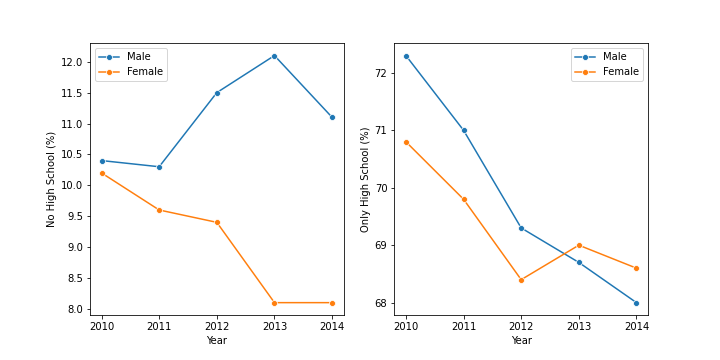 Male
Female
No High School (%)
12.0
11.5
11.0
10.5
10.0
9.5
9.0
8.5
8.0
2010 2011 2012 2013 2014
Year
Male
Female
Only High School (%)
72
71
70
69
68
2010 2011 2012 2013 2014
Year